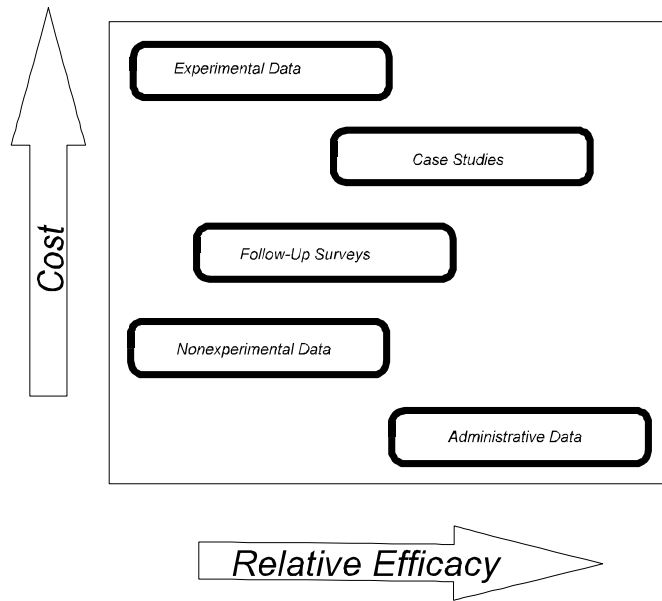 Experimental Data
Case Studies
Cost
Follow-Up Surveys
Nonexperimental Data
Administrative Data
Relative Efficacy